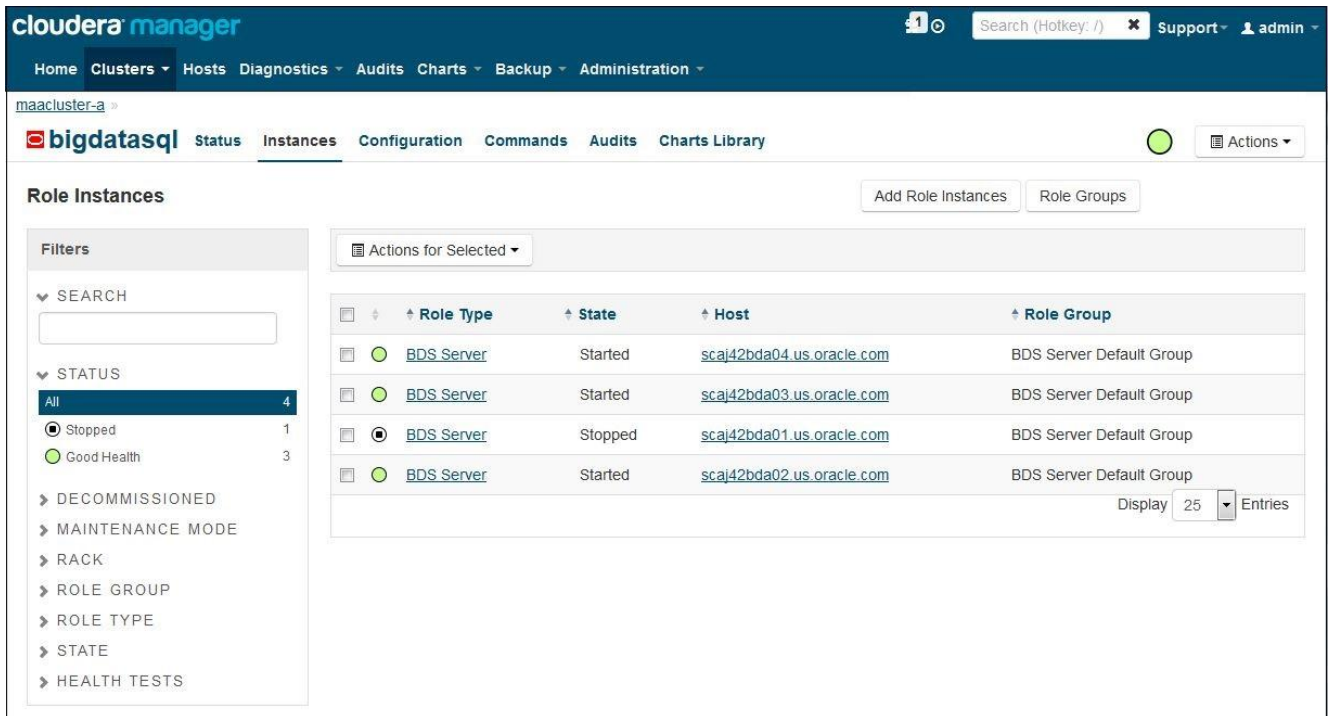 cloudera manager
1 Search (Hotkey: /) Support admin
Home Clusters Hosts Diagnostics Audits Charts Backup Administration
maacluster-a »
bigdatasql Status Instances Configuration Commands Audits Charts Library Actions
Role Instances Add Role Instances Role Groups
Filters Actions for Selected
SEARCH
Role Type State Host Role Group
BDS Server Started scaj42bda04.us.oracle.com BDS Server Default Group
STATUS
All 4
BDS Server Started scaj42bda03.us.oracle.com BDS Server Default Group
Stopped 1
BDS Server Stopped scaj42bda01.us.oracle.com BDS Server Default Group
Good Health 3
BDS Server Started scaj42bda02.us.oracle.com BDS Server Default Group
DECOMMISSIONED
Display 25 Entries
MAINTENANCE MODE
RACK
ROLE GROUP
ROLE TYPE
STATE
HEALTH TESTS